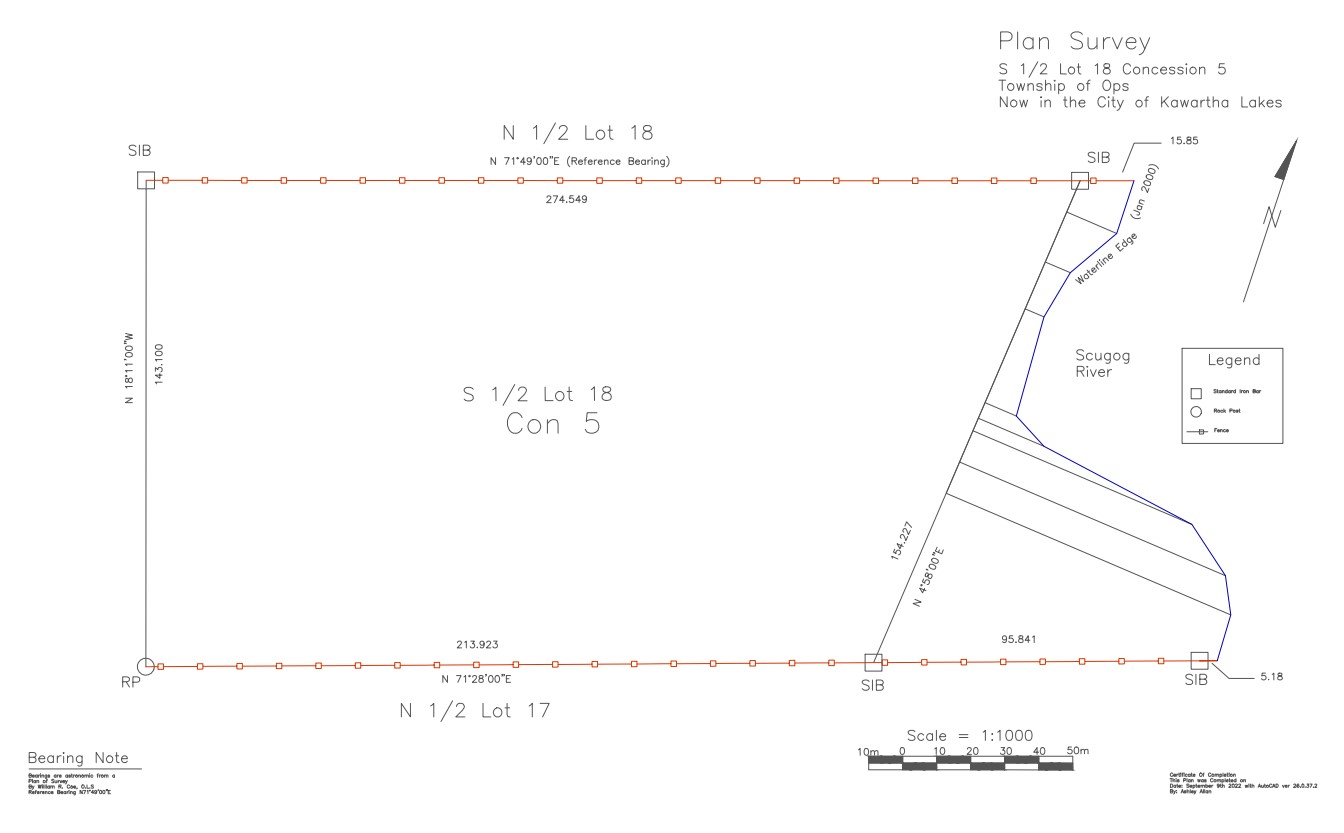 Plan Survey
S 1/2 Lot 18 Concession 5
Township of Ops
Now in the City of Kawartha Lakes
N 1/2 Lot 18
SIB
N 71°49'00"E (Reference Bearing)
SIB
15.85
274.549
(Jan 2000)
Waterline Edge
N
N 18°11'00"W
143.100
Scugog
River
Legend
Standard Iron Bar
Rock Post
Fence
S 1/2 Lot 18
Con 5
154.227
N 4°58'00"E
213.923
95.841
RP
N 71°28'00"E
SIB
SIB
5.18
N 1/2 Lot 17
Scale = 1:1000
10m 0 10 20 30 40 50m
Bearing Note
Bearings are astronomic from a
Plan of Survey
By William R. Coe, O.L.S
Reference Bearing N71°49'00"E
Certificate Of Completion
This Plan was Completed on
Date: September 9th 2022 with AutoCAD ver 26.0.37.2
By: Ashley Allan